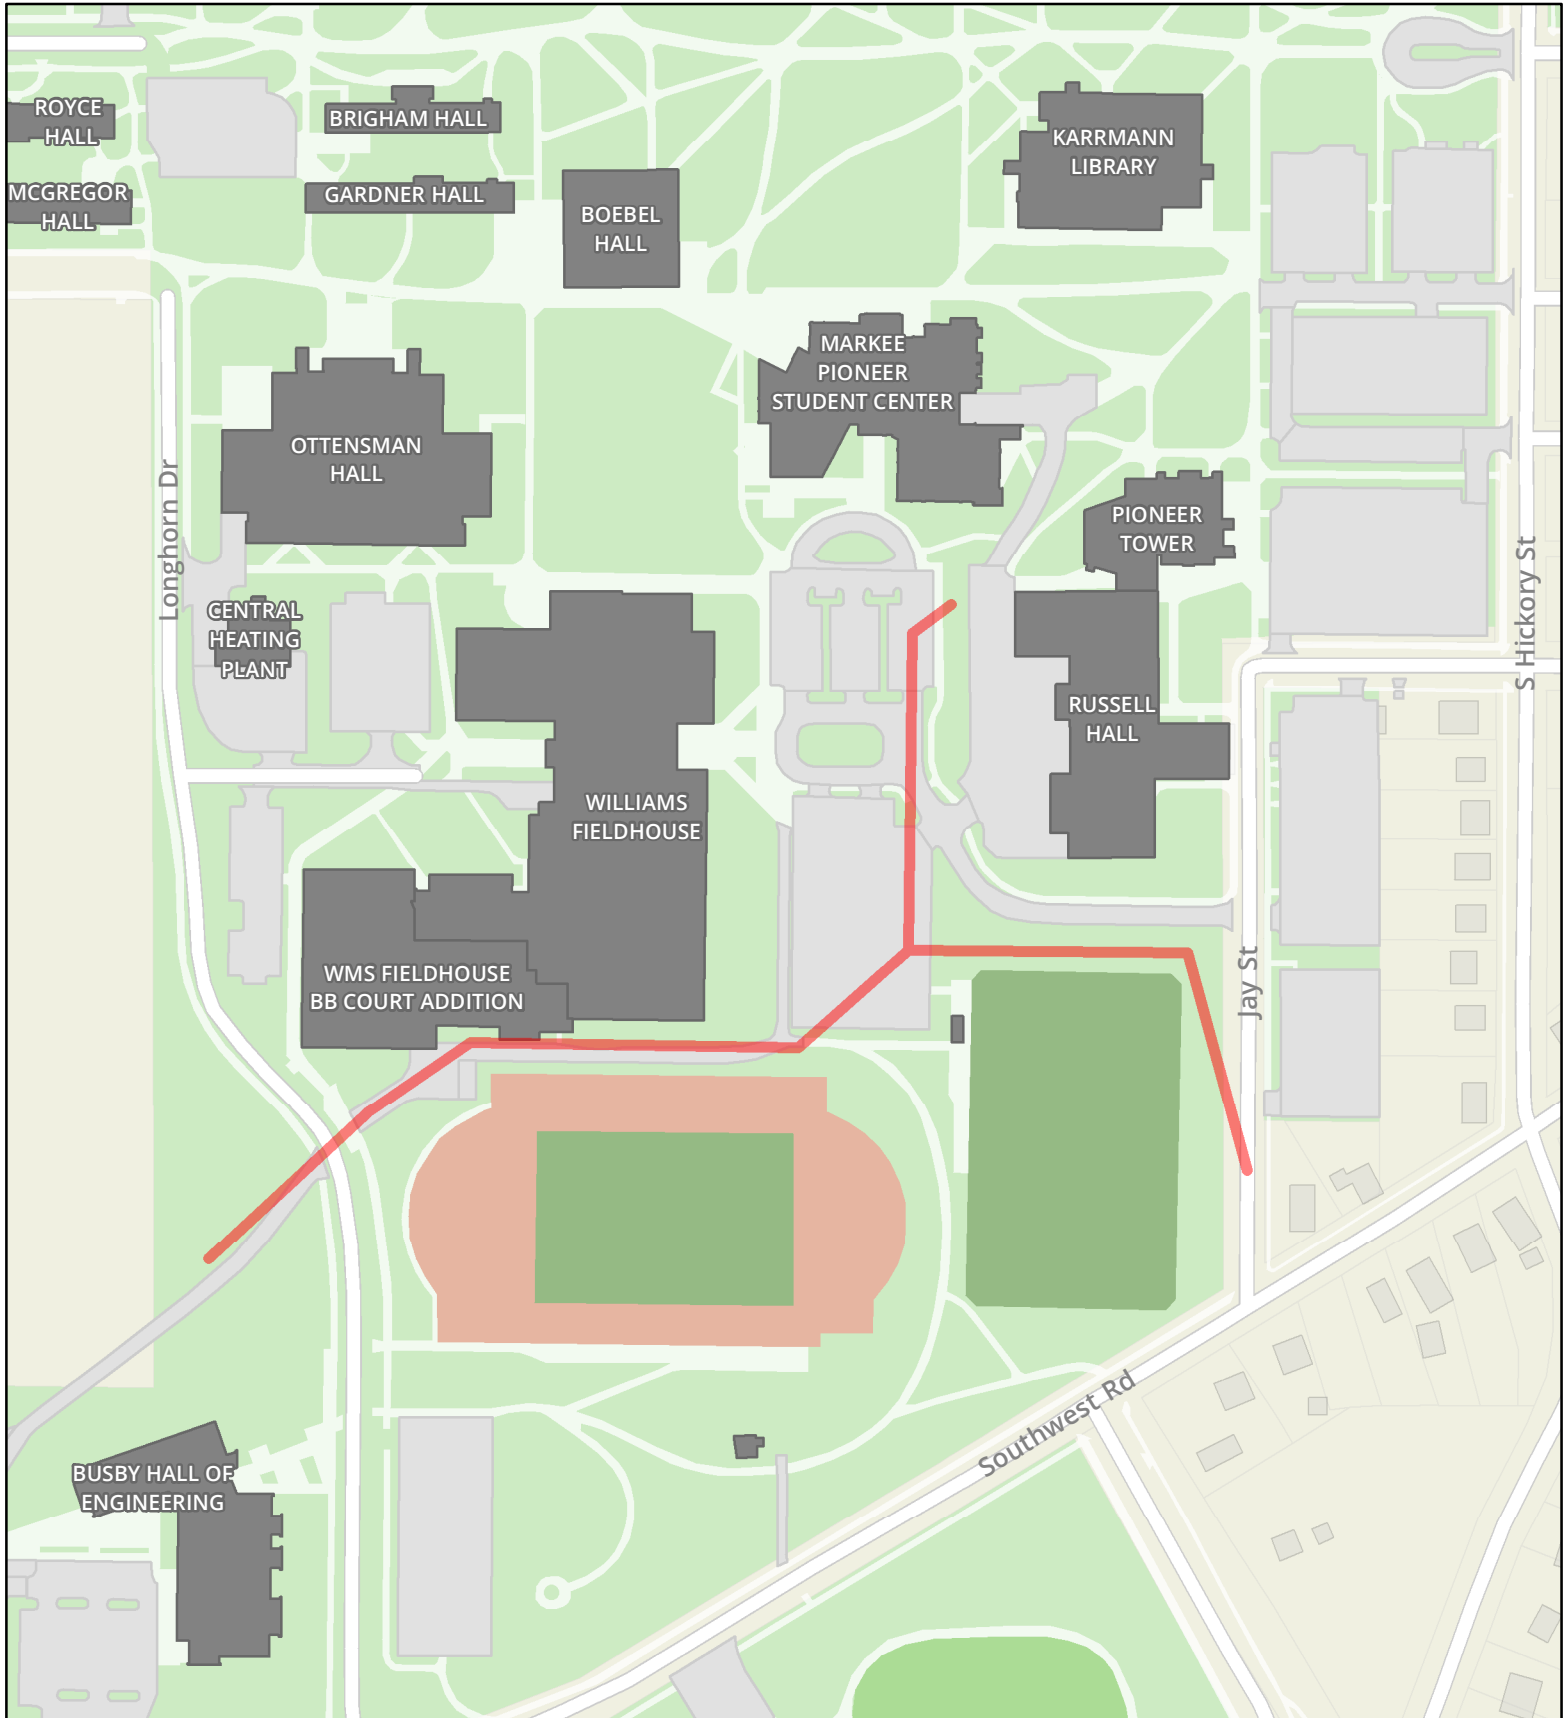 ROYCE
HALL
BRIGHAM HALL
KARRMANN
LIBRARY
MCGREGOR
HALL
GARDNER HALL
BOEBEL
HALL
MARKEE
PIONEER
STUDENT CENTER
OTTENSMAN
HALL
Longhorn Dr
PIONEER
TOWER
S Hickory St
CENTRAL
HEATING
PLANT
RUSSELL
HALL
WILLIAMS
FIELDHOUSE
WMS FIELDHOUSE
BB COURT ADDITION
Jay St
Southwest Rd
BUSBY HALL OF
ENGINEERING